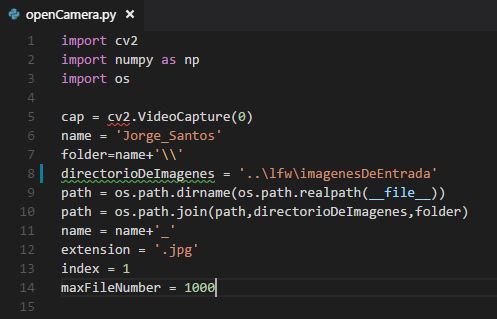 openCamera.py ×
1 import cv2
2 import numpy as np
3 import os
4
5 cap = cv2.VideoCapture(0)
6 name = 'Jorge_Santos'
7 folder=name+'\\'
8 directorioDeImagenes = '..\lfw\imagenesDeEntrada'
9 path = os.path.dirname(os.path.realpath(__file__))
10 path = os.path.join(path,directorioDeImagenes,folder)
11 name = name+'_'
12 extension = '.jpg'
13 index = 1
14 maxFileNumber = 1000
15